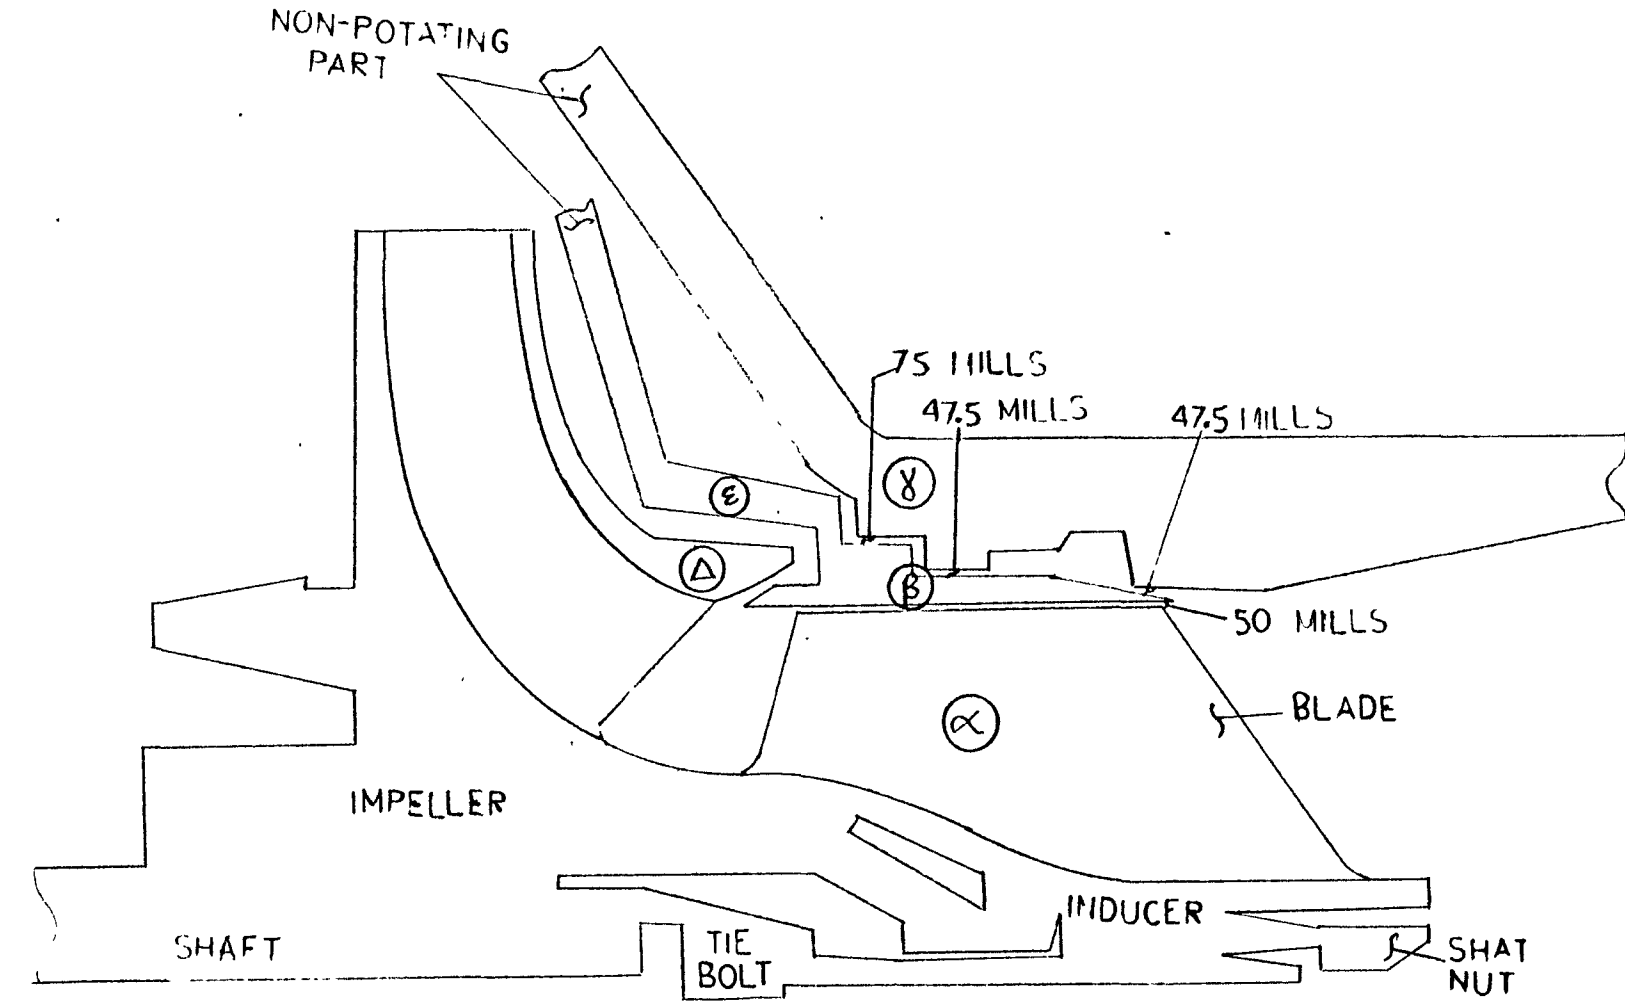 NON-POTATING
PART
75 MILLS
47.5 MILLS
47.5 MILLS
γ
ε
Δ
β
50 MILLS
α
BLADE
IMPELLER
INDUCER
SHAFT
TIE
BOLT
SHAT
NUT